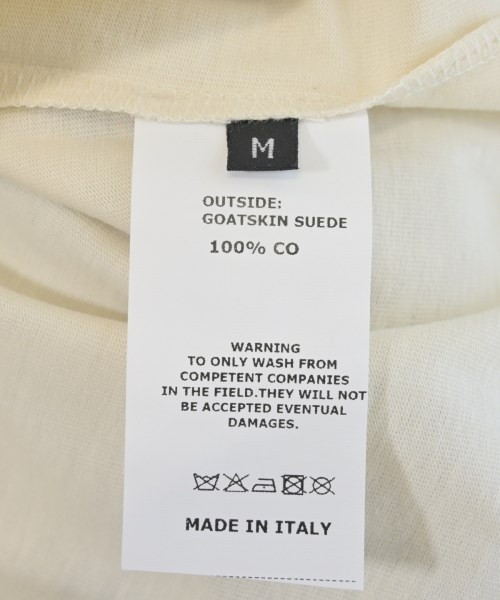 M
OUTSIDE:
GOATSKIN SUEDE
100% CO
WARNING
TO ONLY WASH FROM
COMPETENT COMPANIES
IN THE FIELD.THEY WILL NOT
BE ACCEPTED EVENTUAL
DAMAGES.
MADE IN ITALY